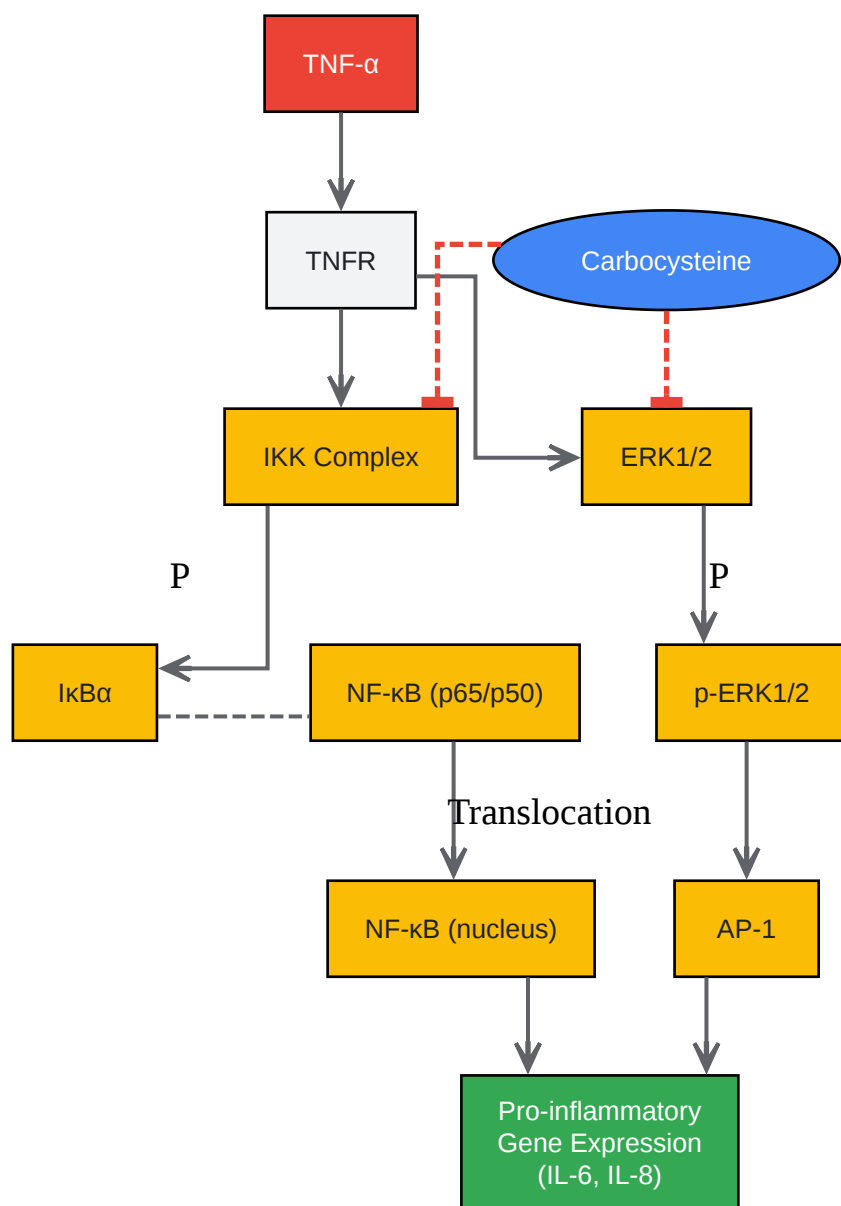 TNF-α
TNFR
Carbocysteine
IKK Complex
ERK1/2
P
P
IκBα
NF-κB (p65/p50)
p-ERK1/2
Translocation
NF-κB (nucleus)
AP-1
Pro-inflammatory
Gene Expression
(IL-6, IL-8)